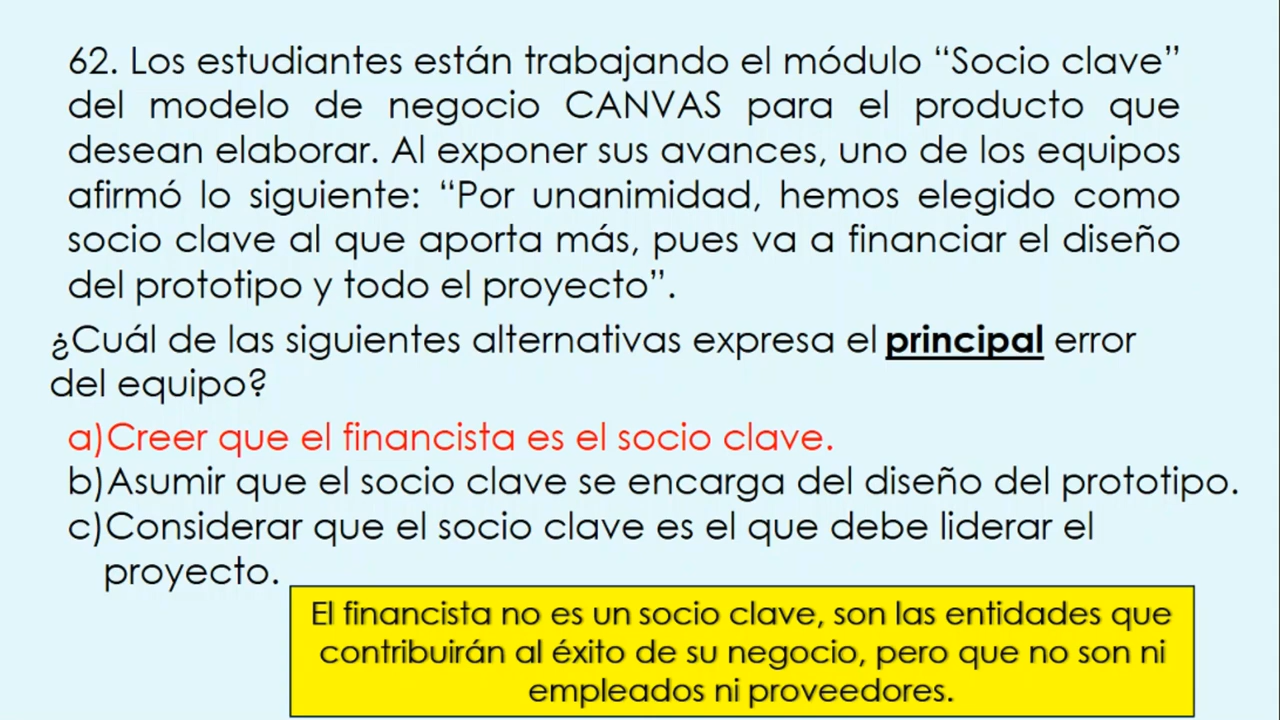 62. Los estudiantes están trabajando el módulo “Socio clave”
del modelo de negocio CANVAS para el producto que
desean elaborar. Al exponer sus avances, uno de los equipos
afirmó lo siguiente: “Por unanimidad, hemos elegido como
socio clave al que aporta más, pues va a financiar el diseño
del prototipo y todo el proyecto”.
¿Cuál de las siguientes alternativas expresa el principal error
del equipo?
a)Creer que el financista es el socio clave.
b)Asumir que el socio clave se encarga del diseño del prototipo.
c)Considerar que el socio clave es el que debe liderar el
proyecto.
El financista no es un socio clave, son las entidades que
contribuirán al éxito de su negocio, pero que no son ni
empleados ni proveedores.